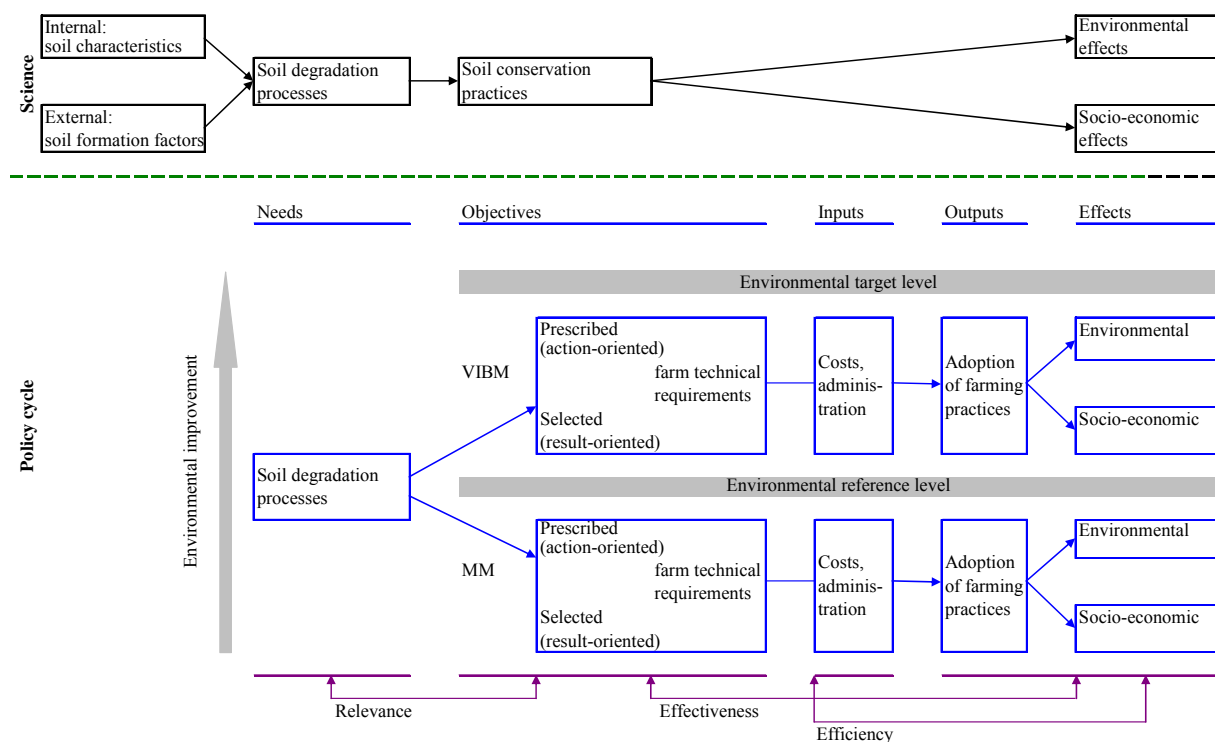 Science
Internal:
soil characteristics
External:
soil formation factors
Soil degradation
processes
Soil conservation
practices
Environmental
effects
Socio-economic
effects
Policy cycle
Environmental improvement
Needs
Objectives
Inputs
Outputs
Effects
Environmental target level
VIBM
Prescribed
(action-oriented)
farm technical
requirements
Selected
(result-oriented)
Costs,
adminis-
tration
Adoption
of farming
practices
Environmental
Socio-economic
Soil degradation
processes
Environmental reference level
MM
Prescribed
(action-oriented)
farm technical
requirements
Selected
(result-oriented)
Costs,
adminis-
tration
Adoption
of farming
practices
Environmental
Socio-economic
Relevance
Effectiveness
Efficiency